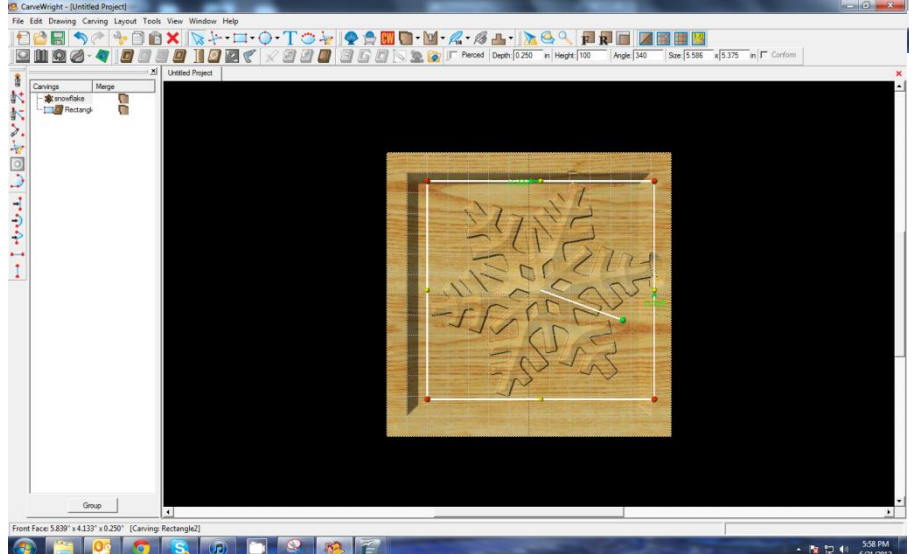 CarveWright - [Untitled Project]
File Edit Drawing Carving Layout Tools View Window Help
CW
Pierced Depth: 0.250 in Height: 100 Angle: 340 Size: 5.586 x 5.375 in Conform
Carvings Merge
Untitled Project
snowflake
Rectangl
Group
Front Face: 5.839" x 4.133" x 0.250" [Carving: Rectangle2]
5:58 PM